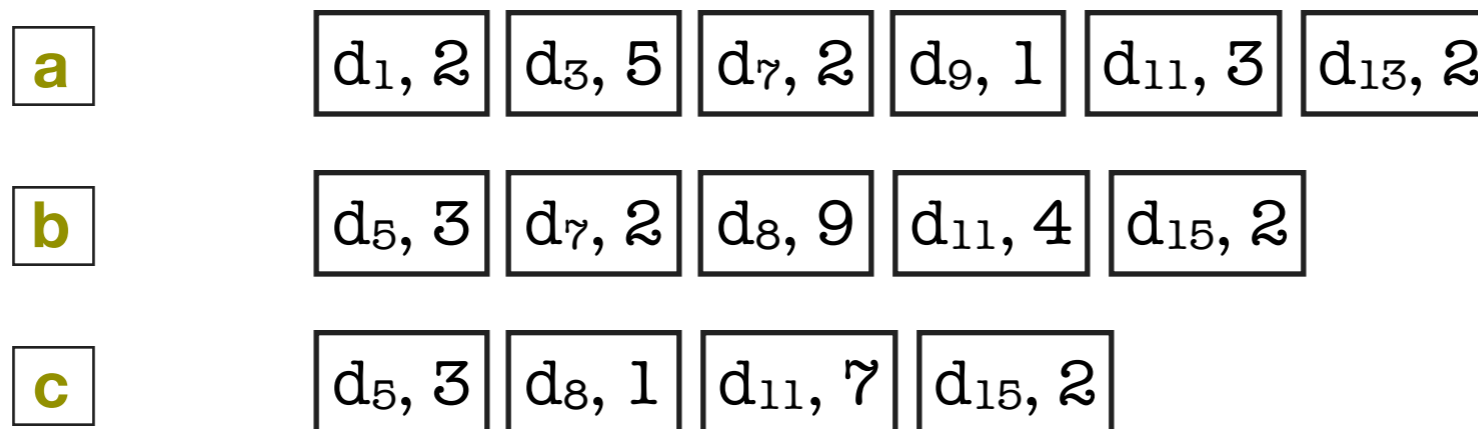 a d₁, 2 d₃, 5 d₇, 2 d₉, 1 d₁₁, 3 d₁₃, 2
b d₅, 3 d₇, 2 d₈, 9 d₁₁, 4 d₁₅, 2
c d₅, 3 d₈, 1 d₁₁, 7 d₁₅, 2